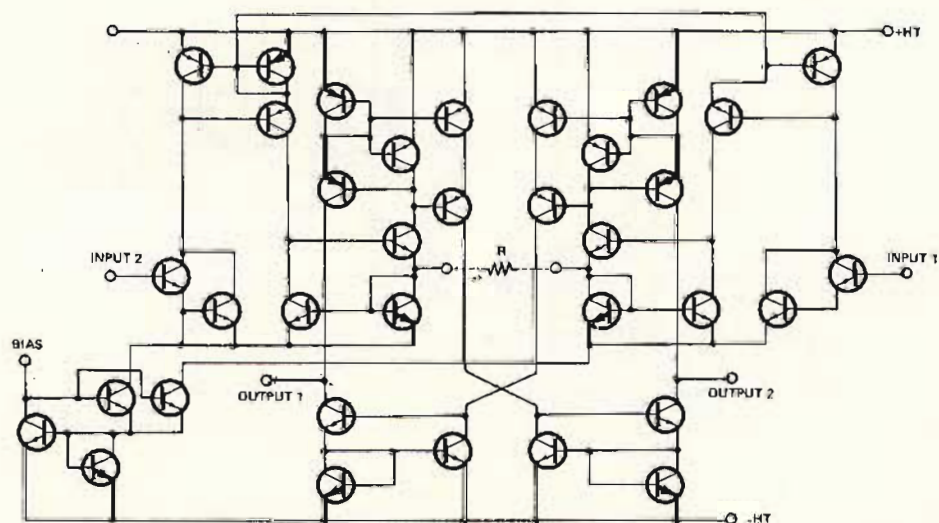 +HT
R
INPUT 2
INPUT 1
BIAS
OUTPUT 1
OUTPUT 2
-HT